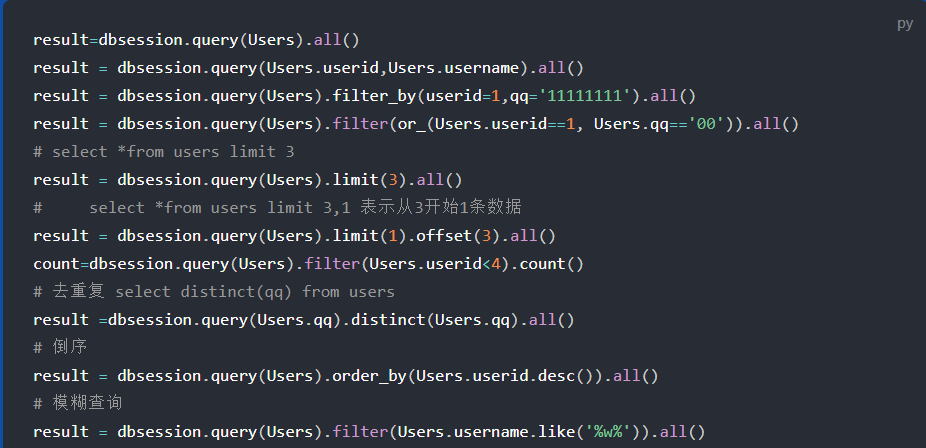 py
result=dbsession.query(Users).all()
result = dbsession.query(Users.userid,Users.username).all()
result = dbsession.query(Users).filter_by(userid=1,qq='11111111').all()
result = dbsession.query(Users).filter(or_(Users.userid==1, Users.qq=='00')).all()
# select *from users limit 3
result = dbsession.query(Users).limit(3).all()
#     select *from users limit 3,1 表示从3开始1条数据
result = dbsession.query(Users).limit(1).offset(3).all()
count=dbsession.query(Users).filter(Users.userid<4).count()
# 去重复 select distinct(qq) from users
result =dbsession.query(Users.qq).distinct(Users.qq).all()
# 倒序
result = dbsession.query(Users).order_by(Users.userid.desc()).all()
# 模糊查询
result = dbsession.query(Users).filter(Users.username.like('%w%')).all()